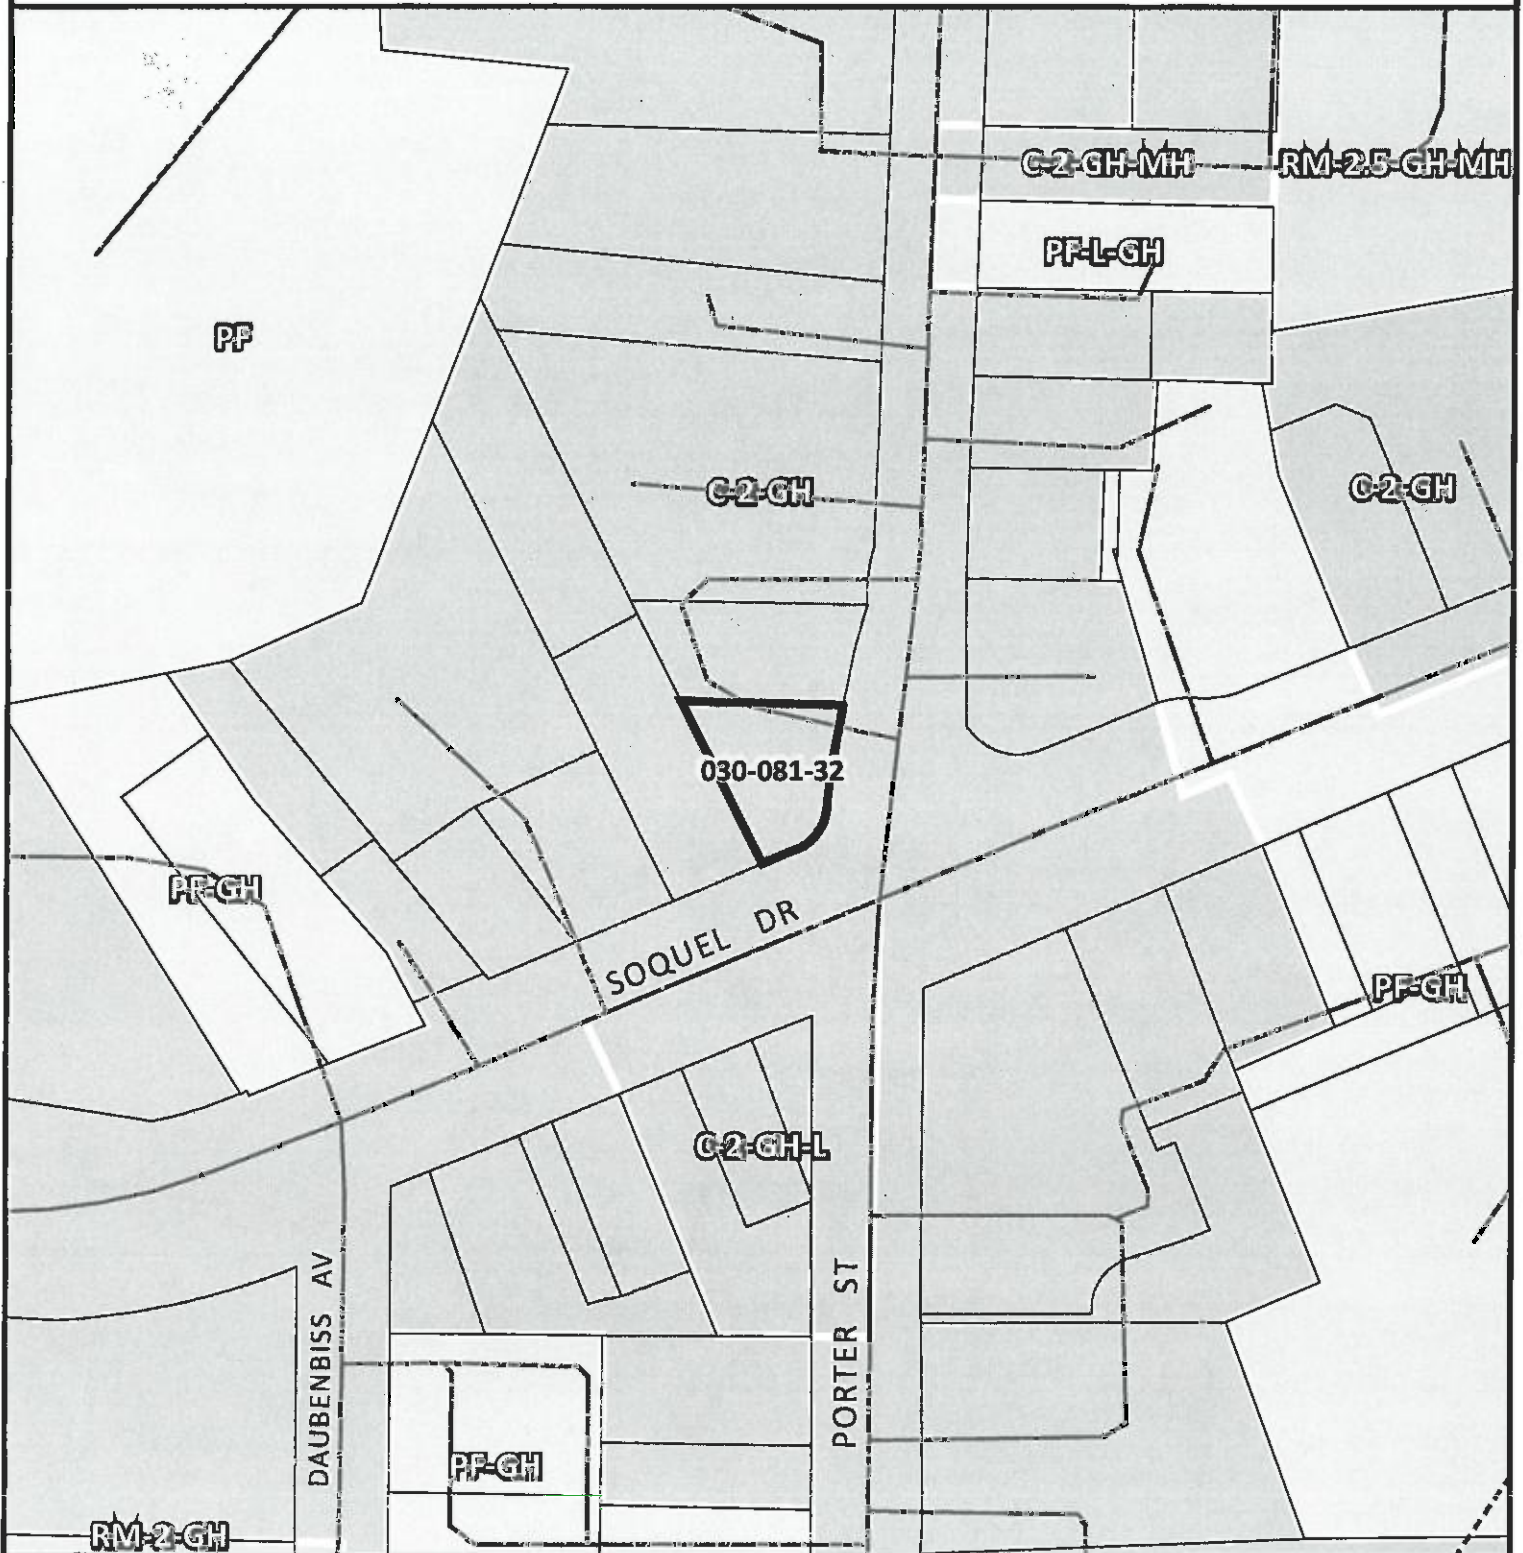 C-2-GH-MH
RM-2.5-GH-MH
PF-L-GH
PF
C-2-GH
C-2-GH
030-081-32
PF-GH
SOQUEL DR
PF-GH
C-2-GH-L
DAUBENBISS AV
PORTER ST
PF-GH
RM-2-GH